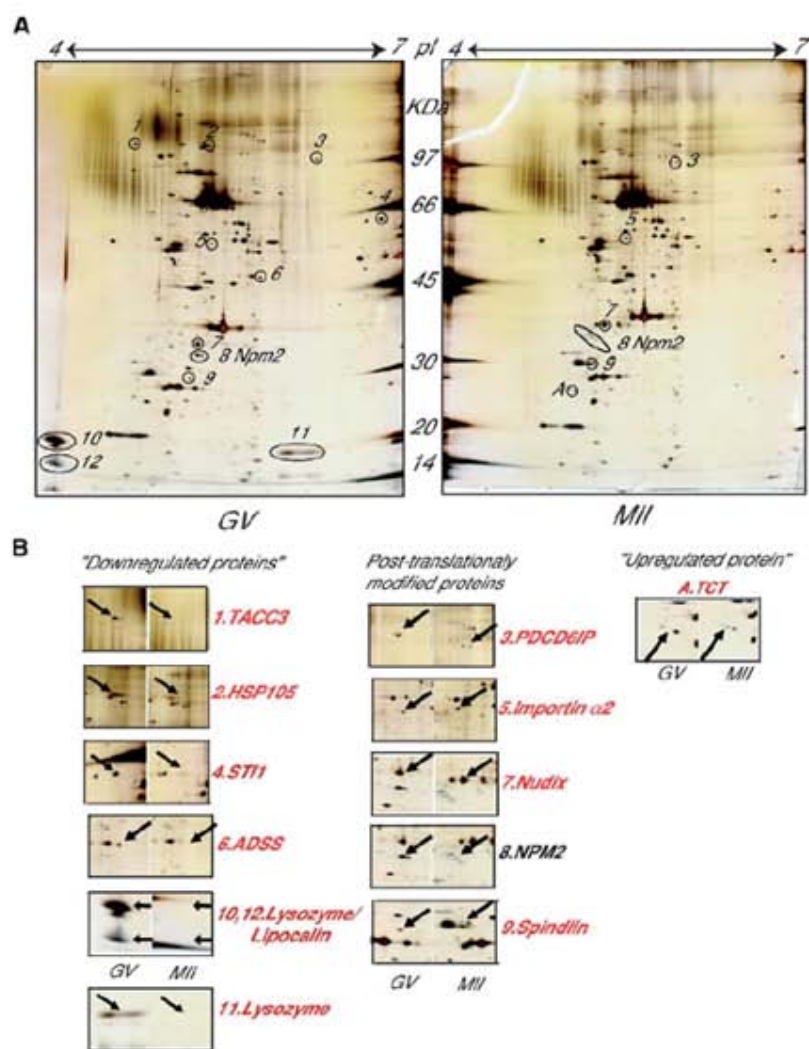 A
4 7 pI 4 7
KDa
1
2
3
97
4
66
5
6
45
7
8 Npm2
9
30
10
11
20
12
14
3
5
7
8 Npm2
9
A
GV MII
B
"Downregulated proteins"
1.TACC3
2.HSP105
4.STI1
6.ADSS
10,12.Lysozyme/
Lipocalin
GV MII
11.Lysozyme
Post-translationaly
modified proteins
3.PDCD6IP
5.Importin α2
7.Nudix
8.NPM2
9.Spindlin
GV MII
"Upregulated protein"
A.TCT
GV MII